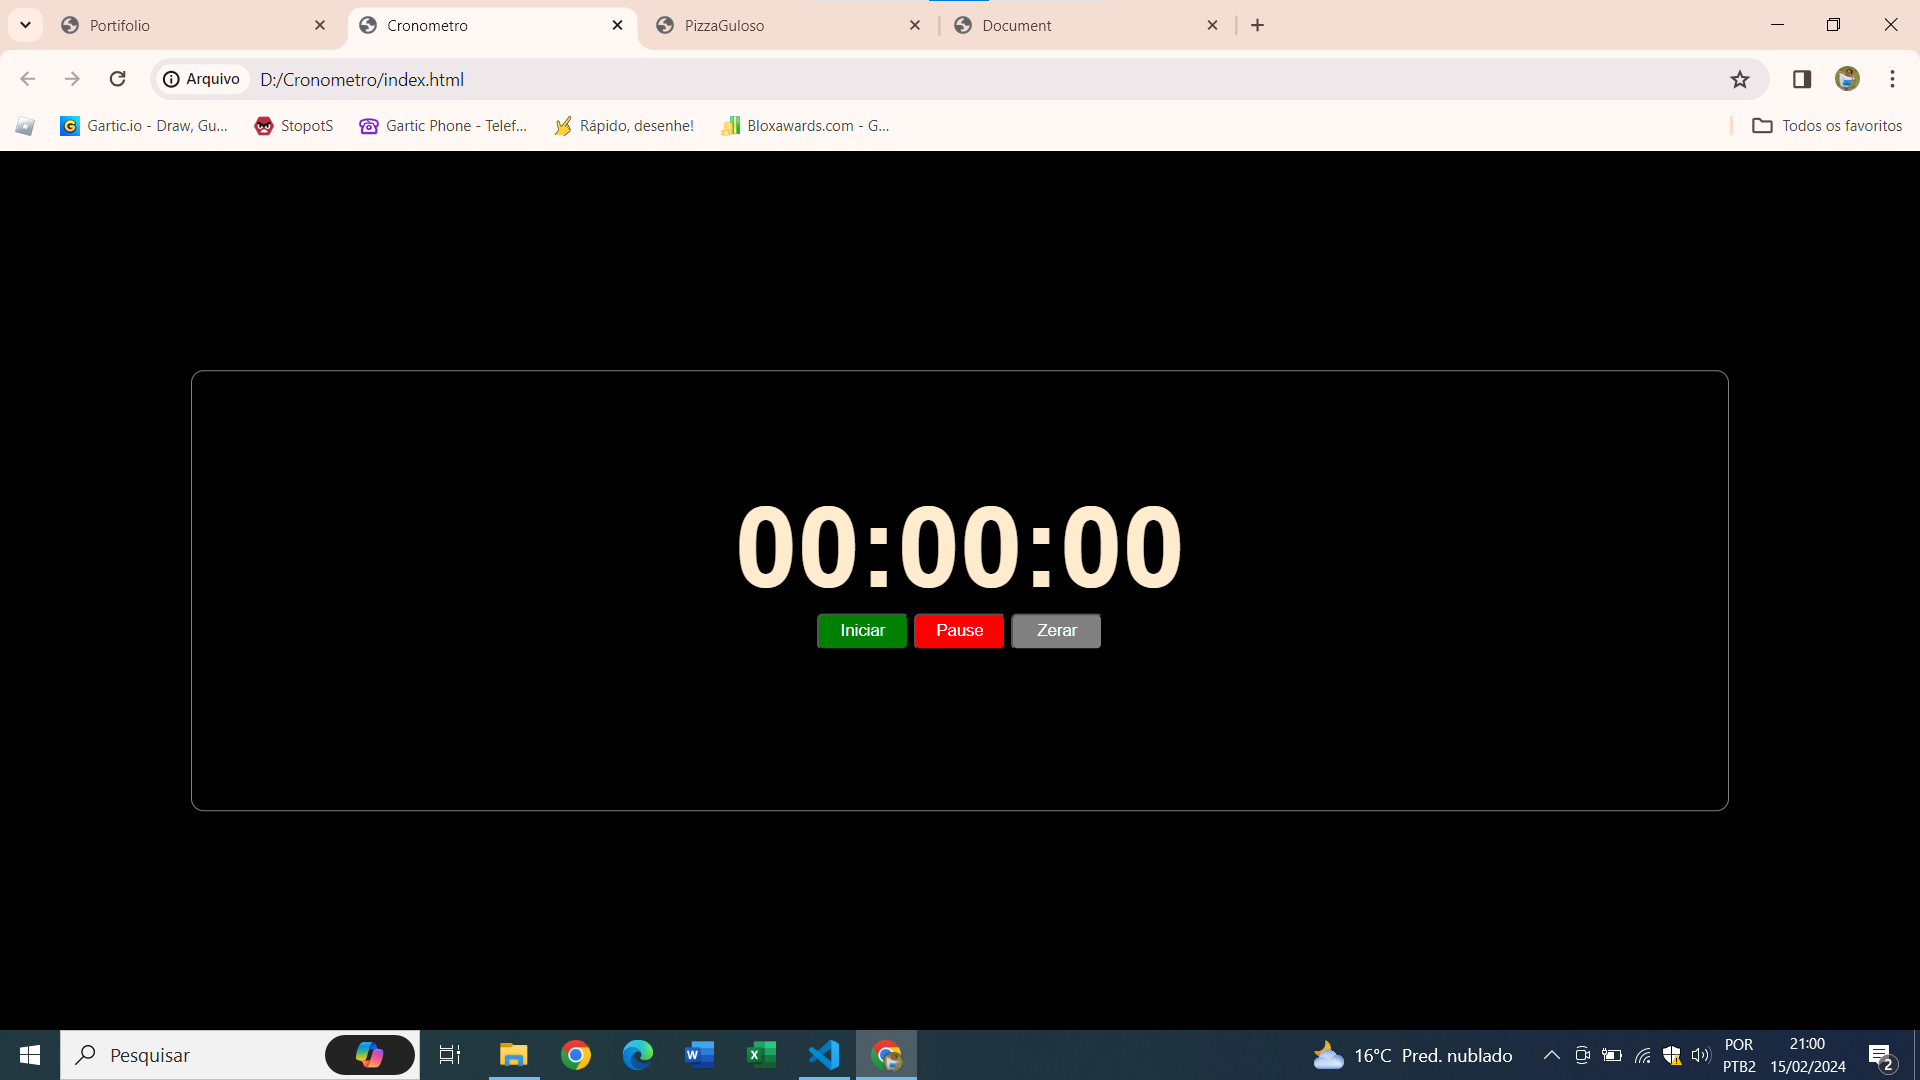 Portifolio
Cronometro
PizzaGuloso
Document
Arquivo
D:/Cronometro/index.html
Gartic.io - Draw, Gu...
StopotS
Gartic Phone - Telef...
Rápido, desenhe!
Bloxawards.com - G...
Todos os favoritos
00:00:00
Iniciar
Pause
Zerar
Pesquisar
16°C Pred. nublado
POR
PTB2
21:00
15/02/2024
2